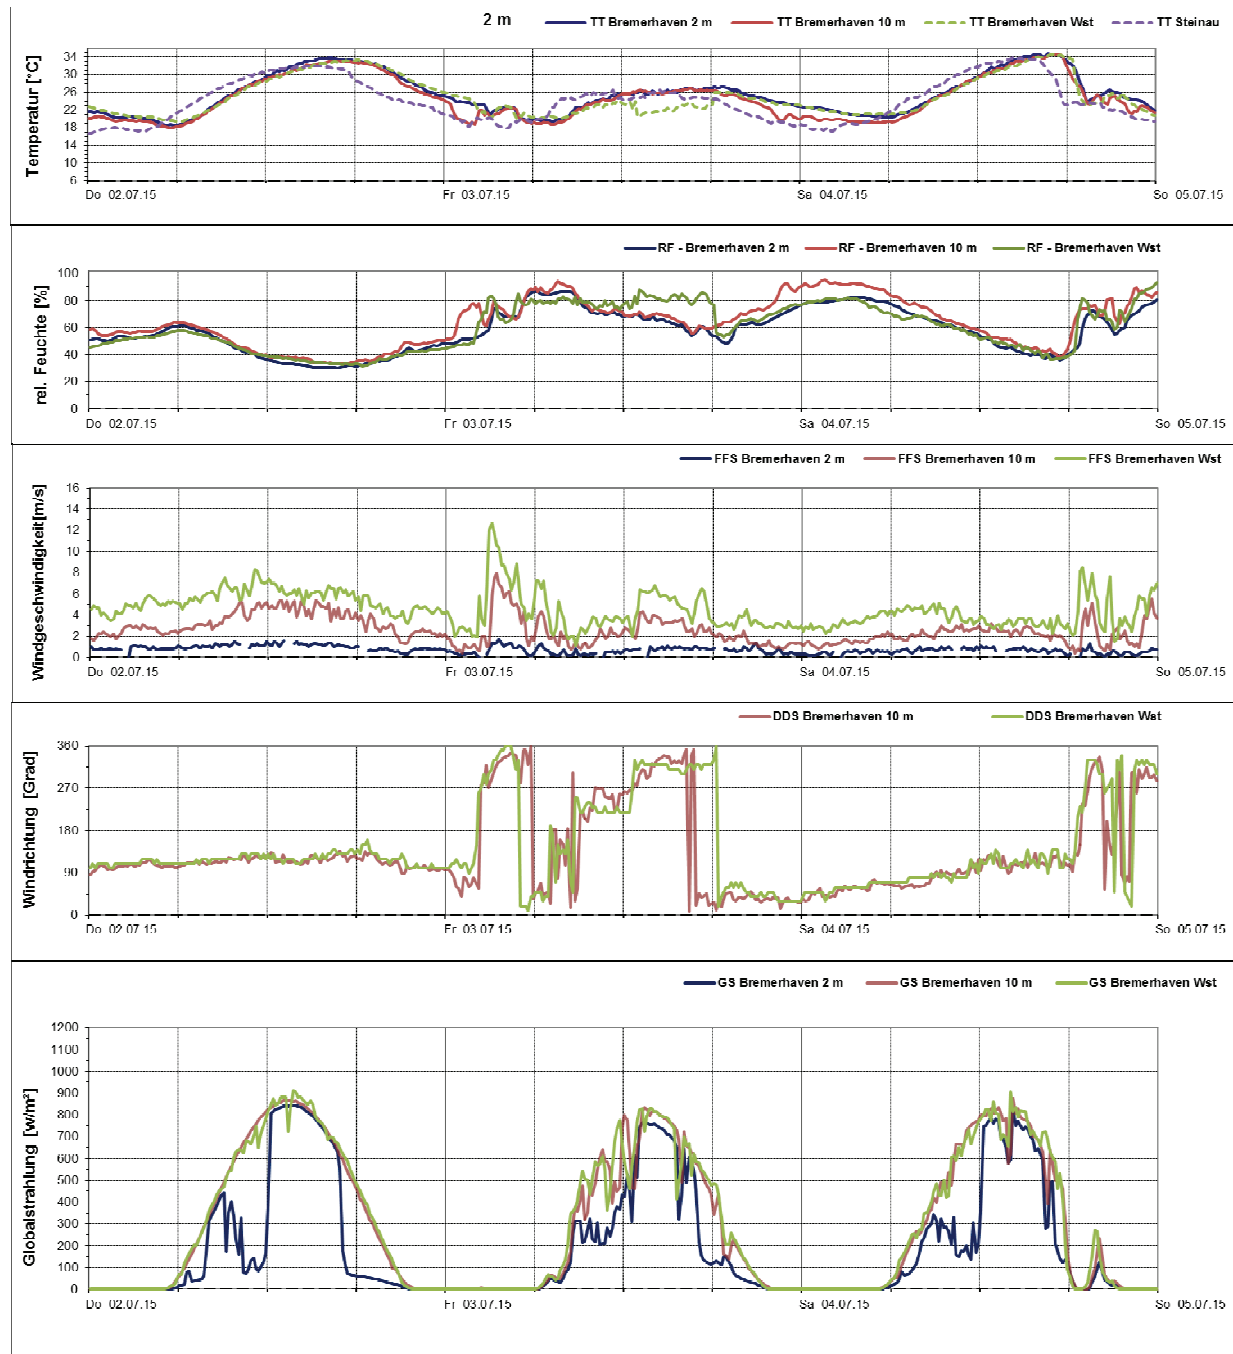 2 m
TT Bremerhaven 2 m TT Bremerhaven 10 m TT Bremerhaven Wst TT Steinau
Temperatur [°C]
34
30
26
22
18
14
10
6
Do 02.07.15 Fr 03.07.15 Sa 04.07.15 So 05.07.15
RF - Bremerhaven 2 m RF - Bremerhaven 10 m RF - Bremerhaven Wst
rel. Feuchte [%]
100
80
60
40
20
0
Do 02.07.15 Fr 03.07.15 Sa 04.07.15 So 05.07.15
FFS Bremerhaven 2 m FFS Bremerhaven 10 m FFS Bremerhaven Wst
Windgeschwindigkeit[m/s]
16
14
12
10
8
6
4
2
0
Do 02.07.15 Fr 03.07.15 Sa 04.07.15 So 05.07.15
DDS Bremerhaven 10 m DDS Bremerhaven Wst
Windrichtung [Grad]
360
270
180
90
0
Do 02.07.15 Fr 03.07.15 Sa 04.07.15 So 05.07.15
GS Bremerhaven 2 m GS Bremerhaven 10 m GS Bremerhaven Wst
Globalstrahlung [w/m²]
1200
1100
1000
900
800
700
600
500
400
300
200
100
0
Do 02.07.15 Fr 03.07.15 Sa 04.07.15 So 05.07.15